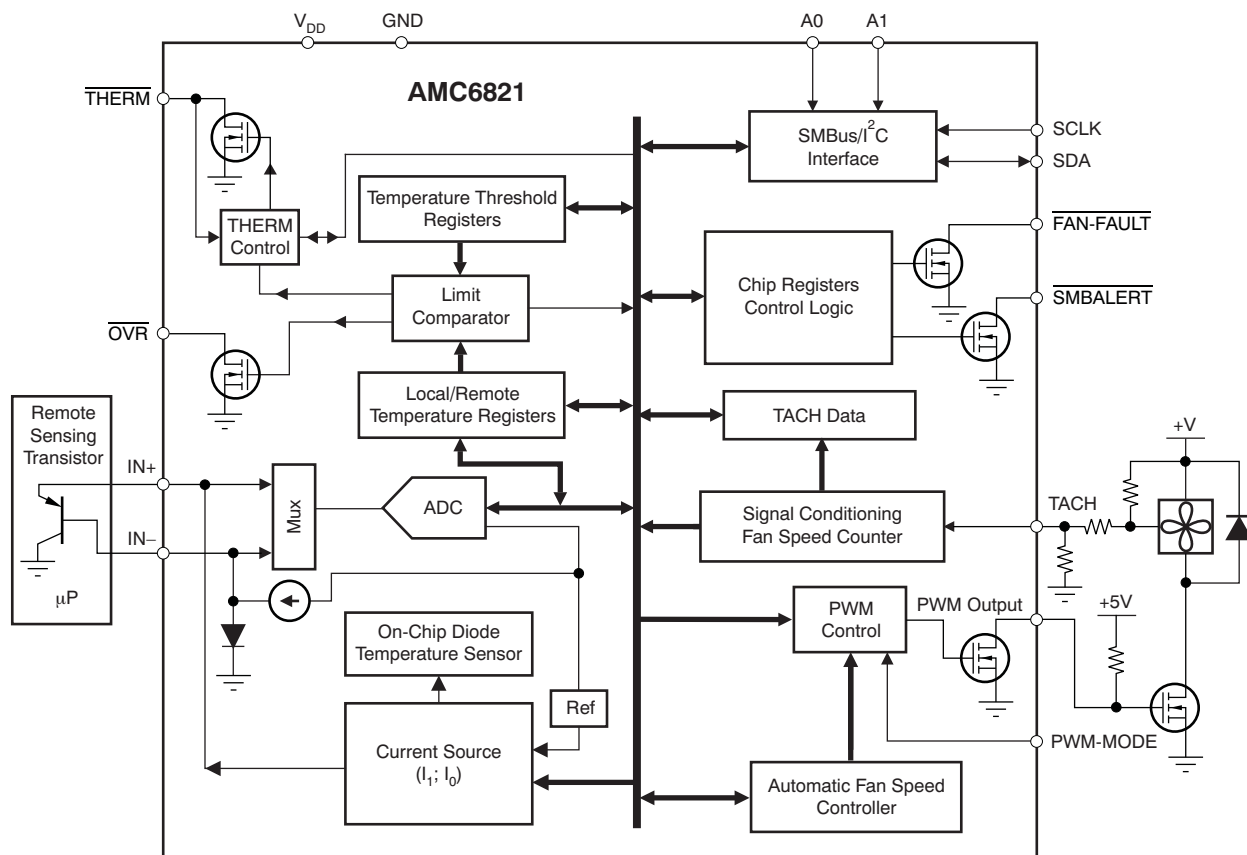 V_DD
GND
A0
A1
AMC6821
THERM
SMBus/I²C
Interface
SCLK
SDA
Temperature Threshold
Registers
THERM
Control
FAN-FAULT
Chip Registers
Control Logic
Limit
Comparator
SMBALERT
OVR
Local/Remote
Temperature Registers
Remote
Sensing
Transistor
TACH Data
+V
IN+
Mux
ADC
Signal Conditioning
Fan Speed Counter
TACH
IN–
µP
PWM
Control
PWM Output
+5V
On-Chip Diode
Temperature Sensor
Ref
PWM-MODE
Current Source
(I₁; I₀)
Automatic Fan Speed
Controller